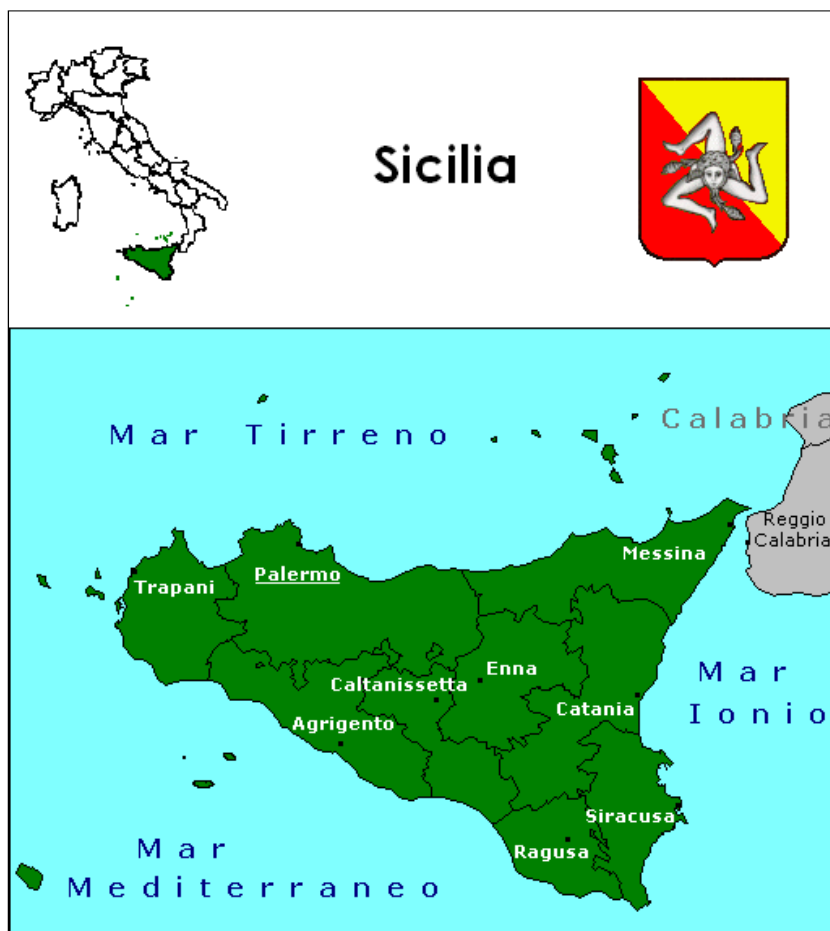 Sicilia
Calabria
Mar Tirreno
Reggio
Calabria
Messina
Palermo
Trapani
Enna
Mar
Ionio
Caltanissetta
Catania
Agrigento
Siracusa
Ragusa
Mar
Mediterraneo